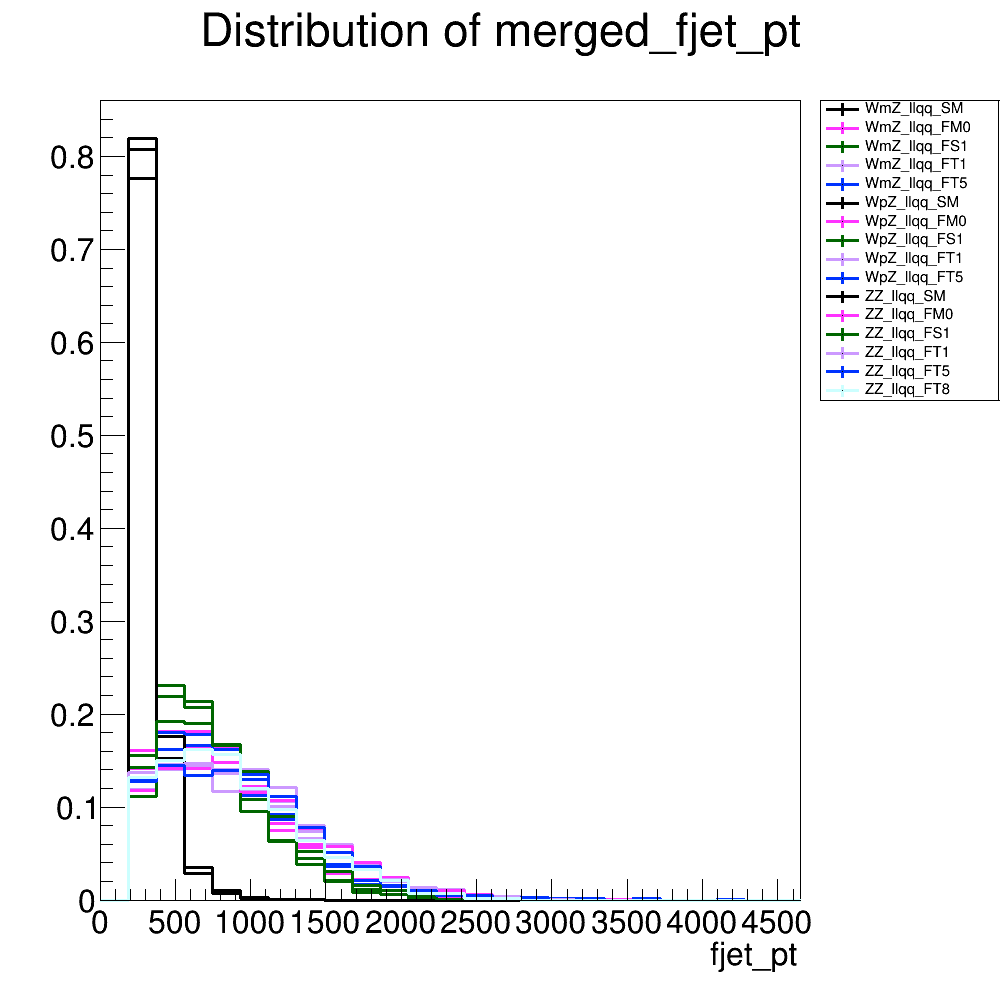 Distribution of merged_fjet_pt
WmZ_llqq_SM
WmZ_llqq_FM0
WmZ_llqq_FS1
WmZ_llqq_FT1
WmZ_llqq_FT5
WpZ_llqq_SM
WpZ_llqq_FM0
WpZ_llqq_FS1
WpZ_llqq_FT1
WpZ_llqq_FT5
ZZ_llqq_SM
ZZ_llqq_FM0
ZZ_llqq_FS1
ZZ_llqq_FT1
ZZ_llqq_FT5
ZZ_llqq_FT8
0.8
0.7
0.6
0.5
0.4
0.3
0.2
0.1
0
0 500 1000 1500 2000 2500 3000 3500 4000 4500
fjet_pt